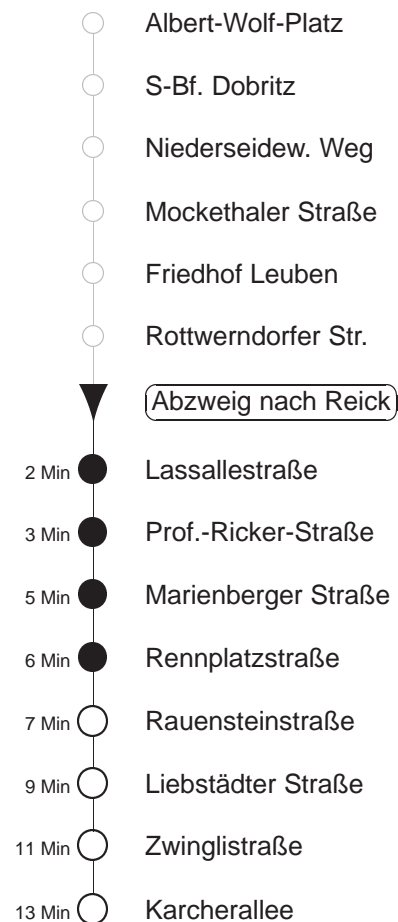 Albert-Wolf-Platz
S-Bf. Dobritz
Niederseidew. Weg
Mockethaler Straße
Friedhof Leuben
Rottwerndorfer Str.
Abzweig nach Reick
2 Min Lassallestraße
3 Min Prof.-Ricker-Straße
5 Min Marienberger Straße
6 Min Rennplatzstraße
7 Min Rauensteinstraße
9 Min Liebstädter Straße
11 Min Zwinglistraße
13 Min Karcherallee